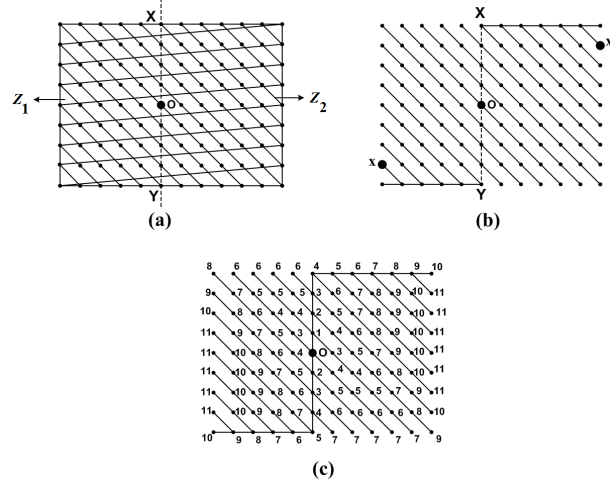 X X
x
O O
Z1 Z2
x
Y Y
(a) (b)
8 6 6 6 6 4 5 6 7 8 9 10
9 7 5 5 5 3 6 7 8 9 10 11
10 8 6 4 4 2 5 7 8 9 10 11
11 9 7 5 3 1 4 6 8 9 10 11
11 10 8 6 4 O 3 5 7 9 10 11
11 10 9 7 5 2 4 4 6 8 10 11
11 10 9 8 6 3 5 5 5 7 9 11
11 10 9 8 7 4 6 6 6 6 8 10
10 9 8 7 6 5 7 7 7 7 7 9
(c)